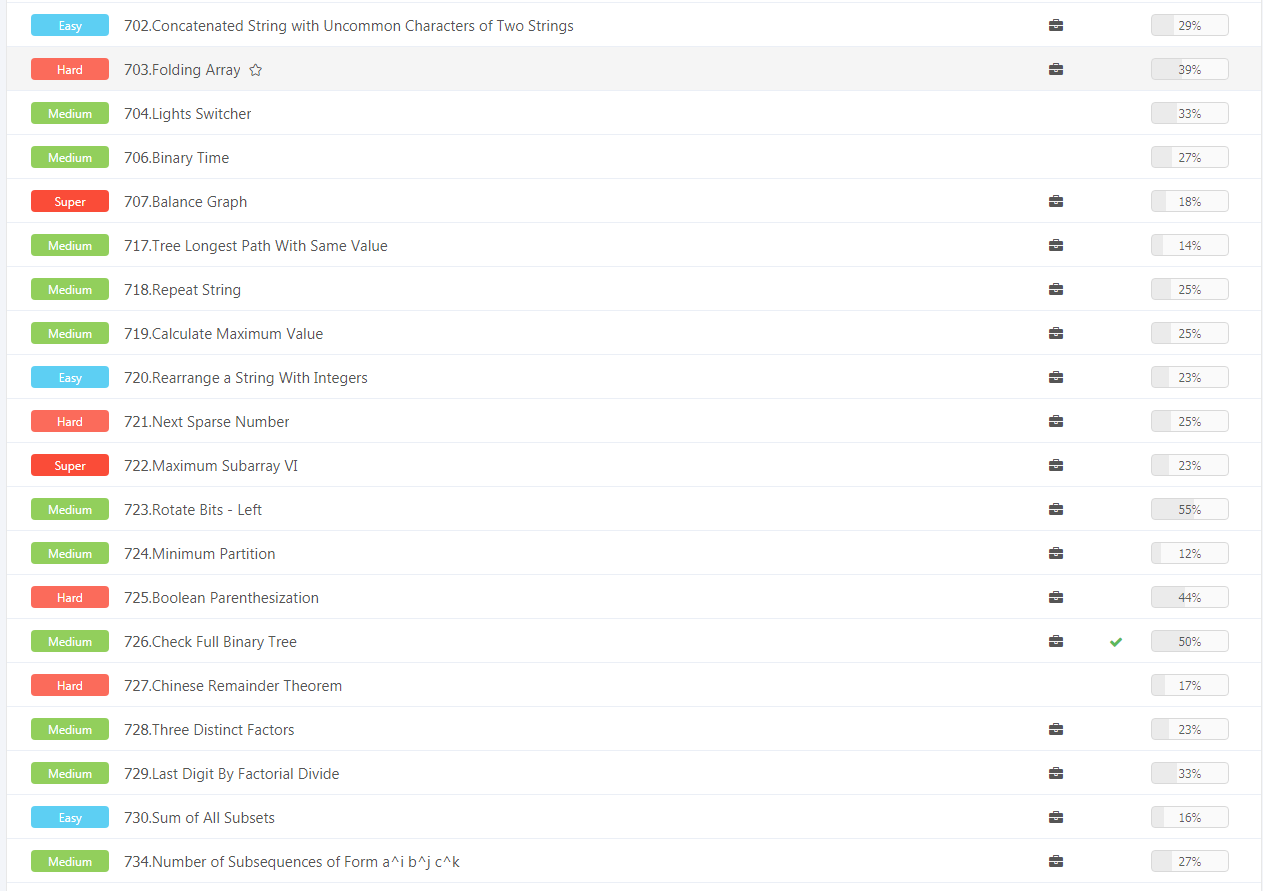 Easy 702.Concatenated String with Uncommon Characters of Two Strings 29%
Hard 703.Folding Array 39%
Medium 704.Lights Switcher 33%
Medium 706.Binary Time 27%
Super 707.Balance Graph 18%
Medium 717.Tree Longest Path With Same Value 14%
Medium 718.Repeat String 25%
Medium 719.Calculate Maximum Value 25%
Easy 720.Rearrange a String With Integers 23%
Hard 721.Next Sparse Number 25%
Super 722.Maximum Subarray VI 23%
Medium 723.Rotate Bits - Left 55%
Medium 724.Minimum Partition 12%
Hard 725.Boolean Parenthesization 44%
Medium 726.Check Full Binary Tree 50%
Hard 727.Chinese Remainder Theorem 17%
Medium 728.Three Distinct Factors 23%
Medium 729.Last Digit By Factorial Divide 33%
Easy 730.Sum of All Subsets 16%
Medium 734.Number of Subsequences of Form a^i b^j c^k 27%